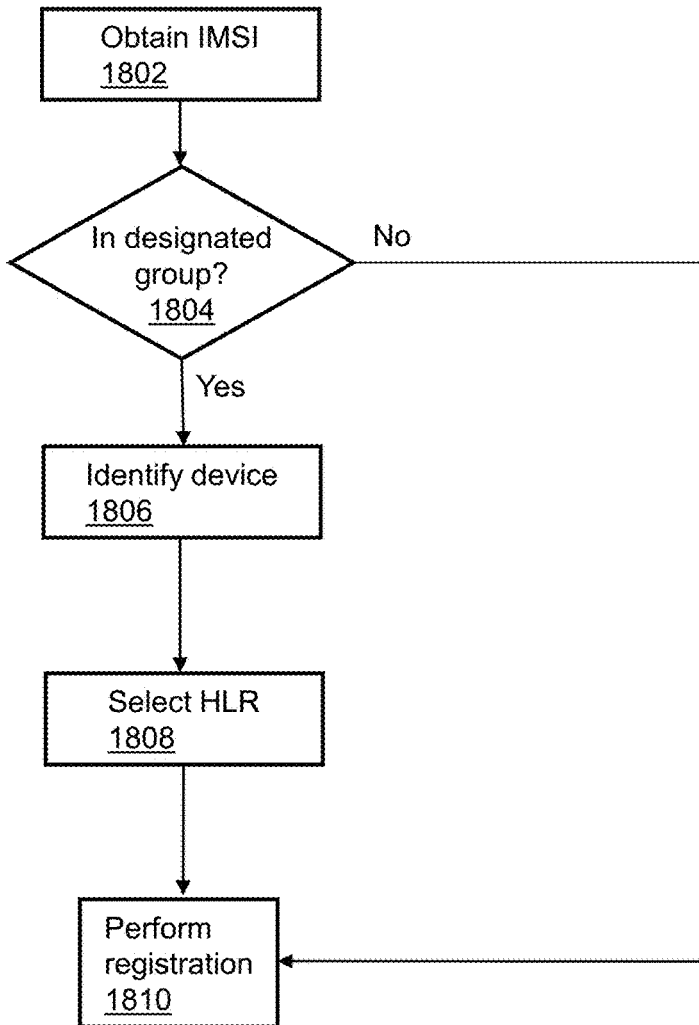 Obtain IMSI
1802
In designated
group?
1804
No
Yes
Identify device
1806
Select HLR
1808
Perform
registration
1810